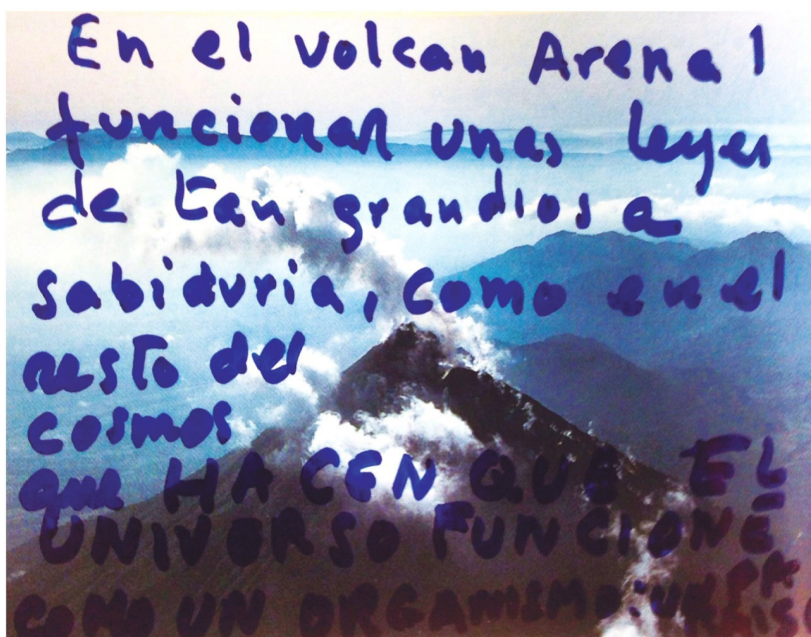 En el volcan Arenal
funcionan unas leyes
de tan grandiosa
sabiduria, como en el
resto del
cosmos
que HACEN QUE EL
UNIVERSO FUNCIONE
COMO UN ORGANISMO: UN